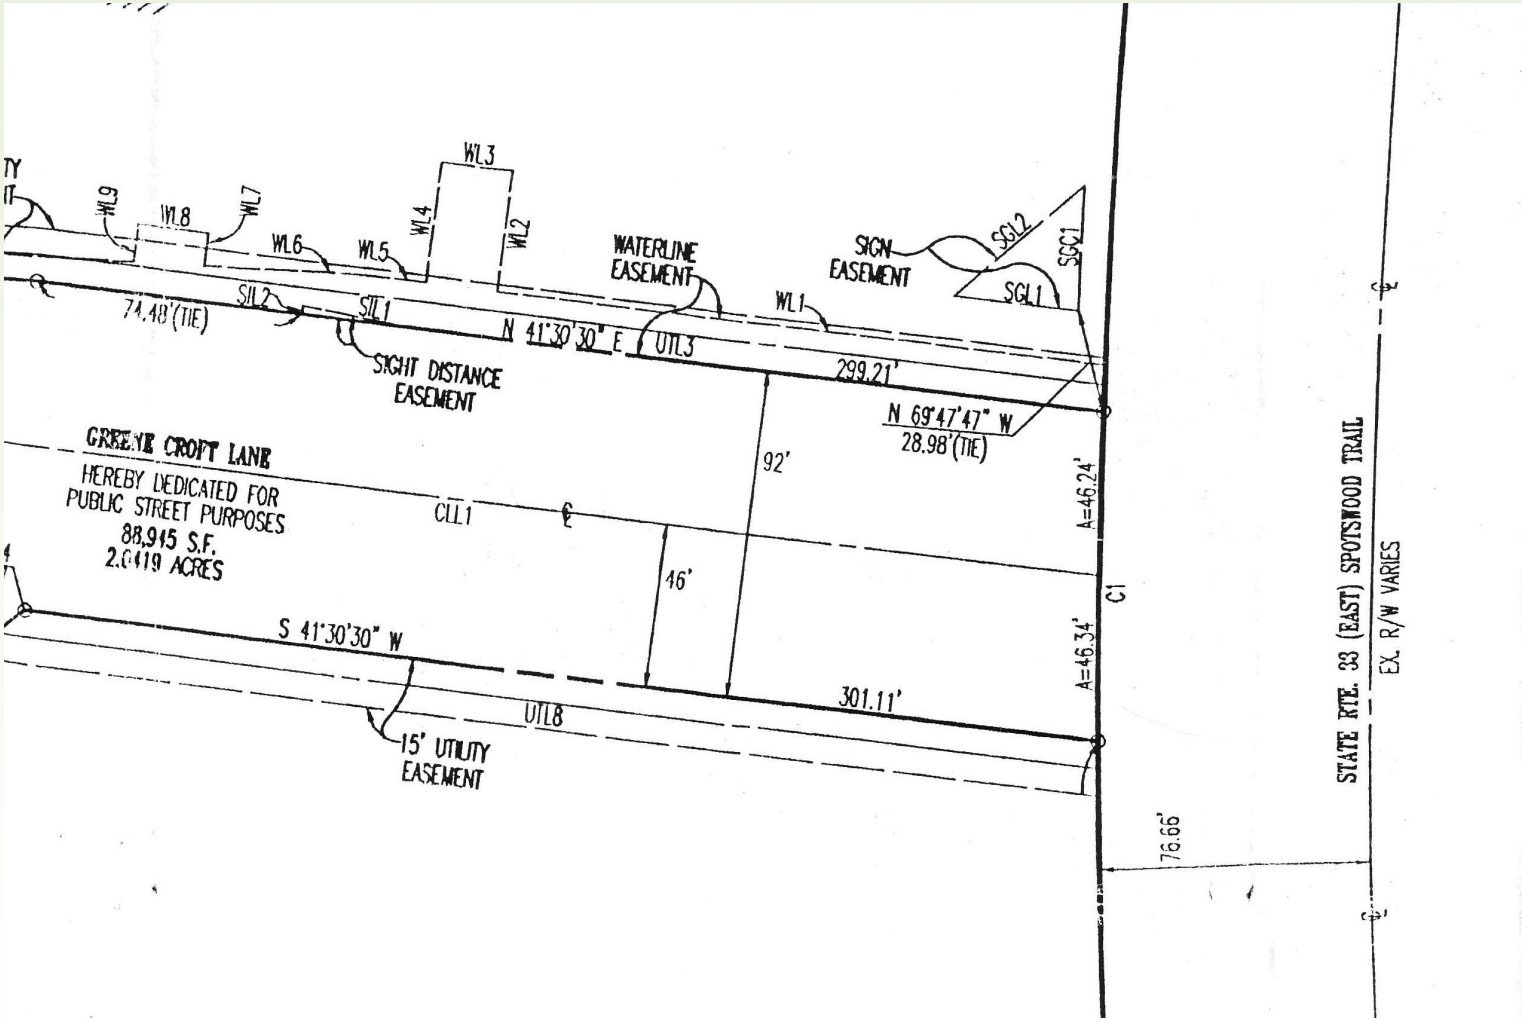 TY
WL3
WL9
WL8
WL7
WL4
WL2
WL6
WL5
WATERLINE
EASEMENT
SIGN
EASEMENT
SGL2
SGC1
SGL1
WL1
SIL2
SIL1
74.48'(TIE)
N 41°30'30" E
UTL3
299.21'
SIGHT DISTANCE
EASEMENT
N 69°47'47" W
28.98'(TIE)
GREENE CROFT LANE
HEREBY DEDICATED FOR
PUBLIC STREET PURPOSES
88,945 S.F.
2.0419 ACRES
CLL1
92'
46'
A=46.24'
C1
A=46.34'
S 41°30'30" W
301.11'
UTL8
15' UTILITY
EASEMENT
76.66'
STATE RTE. 33 (EAST) SPOTSWOOD TRAIL
EX. R/W VARIES